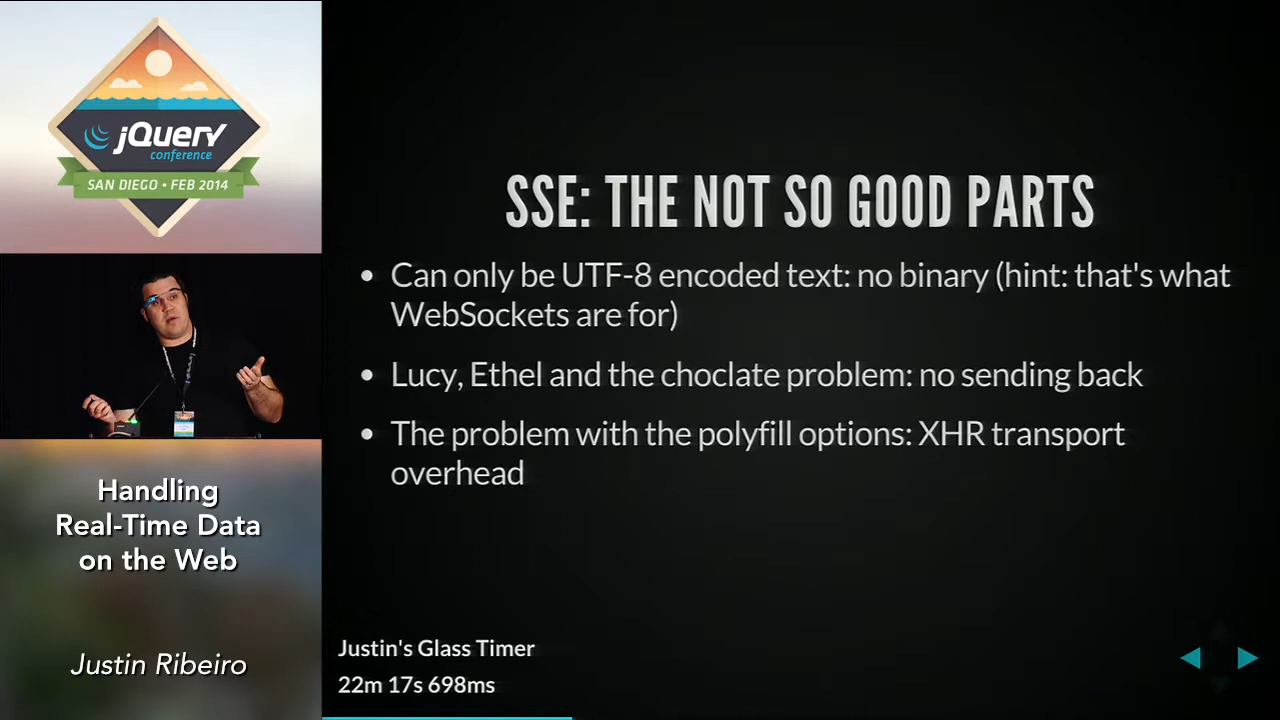 jQuery
conference
SAN DIEGO • FEB 2014
Handling
Real-Time Data
on the Web
Justin Ribeiro
SSE: THE NOT SO GOOD PARTS
• Can only be UTF-8 encoded text: no binary (hint: that's what
WebSockets are for)
• Lucy, Ethel and the choclate problem: no sending back
• The problem with the polyfill options: XHR transport
overhead
Justin's Glass Timer
22m 17s 698ms